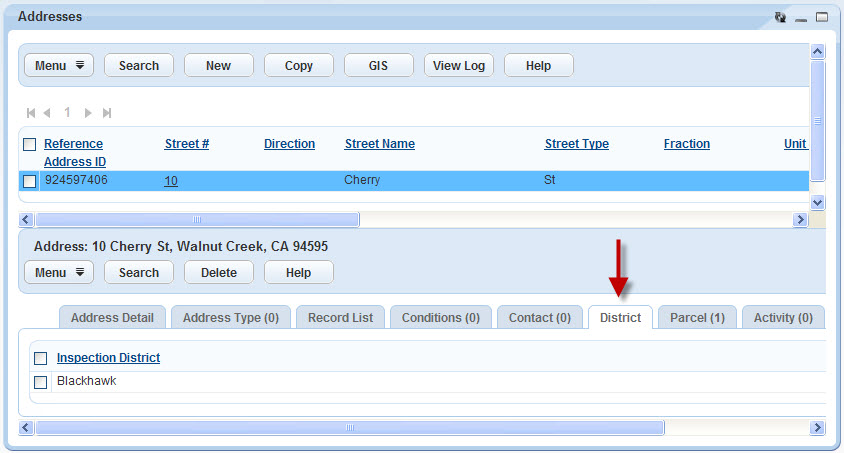 Addresses
Menu Search New Copy GIS View Log Help
1
Reference Address ID Street # Direction Street Name Street Type Fraction Unit
924597406 10 Cherry St
Address: 10 Cherry St, Walnut Creek, CA 94595
Menu Search Delete Help
Address Detail Address Type (0) Record List Conditions (0) Contact (0) District Parcel (1) Activity (0)
Inspection District
Blackhawk